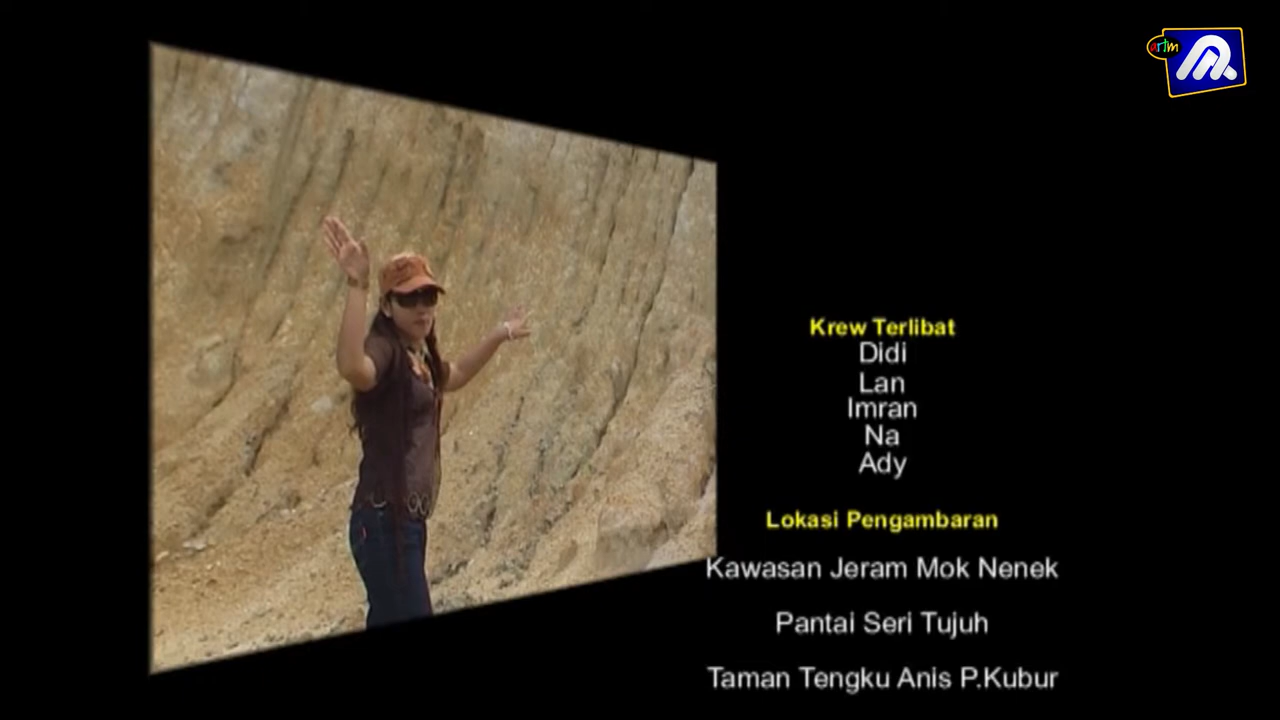 artm
Krew Terlibat
Didi
Lan
Imran
Na
Ady
Lokasi Pengambaran
Kawasan Jeram Mok Nenek
Pantai Seri Tujuh
Taman Tengku Anis P.Kubur